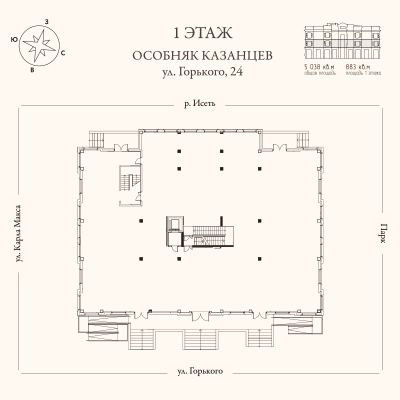 1 ЭТАЖ
ОСОБНЯК КАЗАНЦЕВ
ул. Горького, 24
З
Ю
С
В
5 038 кв.м
общая площадь
883 кв.м
площадь 1 этажа
р. Исеть
ул. Карла Макса
Парк
ул. Горького